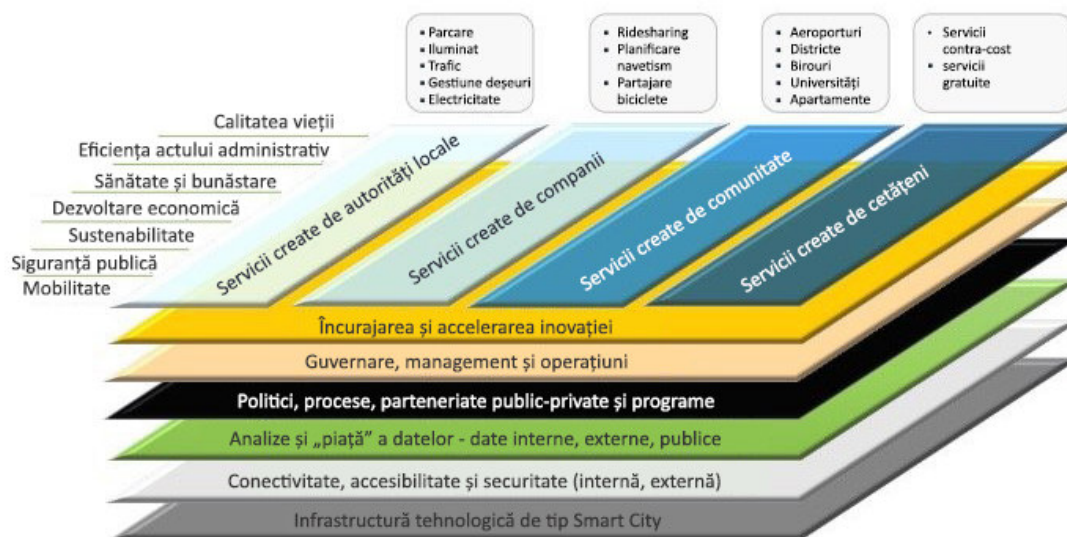 Parcare
Iluminat
Trafic
Gestiune deșeuri
Electricitate
Ridesharing
Planificare
navetism
Partajare
biciclete
Aeroporturi
Districte
Birouri
Universități
Apartamente
Servicii
contra-cost
servicii
gratuite
Calitatea vieții
Eficiența actului administrativ
Sănătate și bunăstare
Dezvoltare economică
Sustenabilitate
Siguranță publică
Mobilitate
Servicii create de autorități locale
Servicii create de companii
Servicii create de comunitate
Servicii create de cetățeni
Încurajarea și accelerarea inovației
Guvernare, management și operațiuni
Politici, procese, parteneriate public-private și programe
Analize și „piață” a datelor - date interne, externe, publice
Conectivitate, accesibilitate și securitate (internă, externă)
Infrastructură tehnologică de tip Smart City